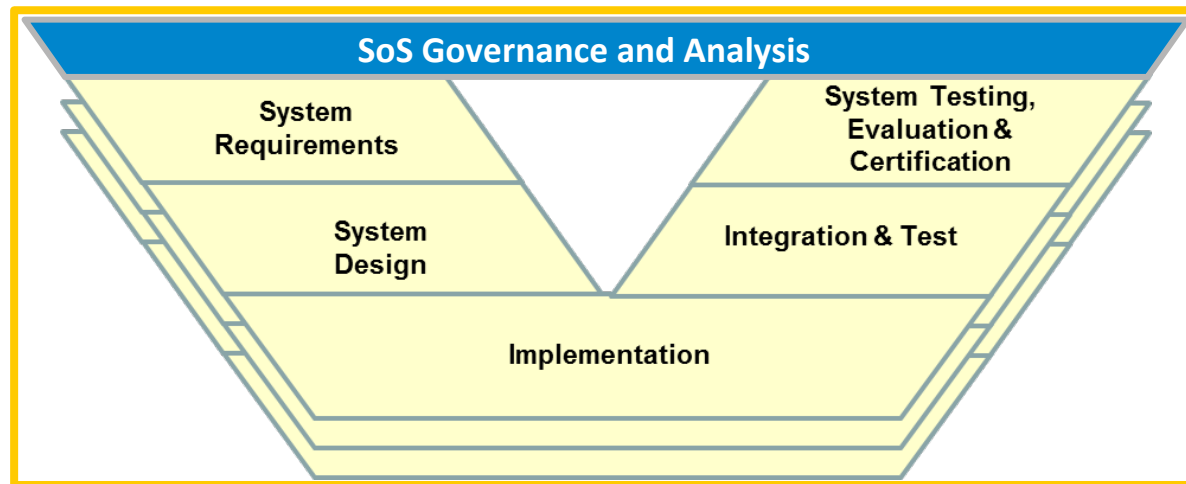 SoS Governance and Analysis
System
Requirements
System Testing,
Evaluation &
Certification
System
Design
Integration & Test
Implementation